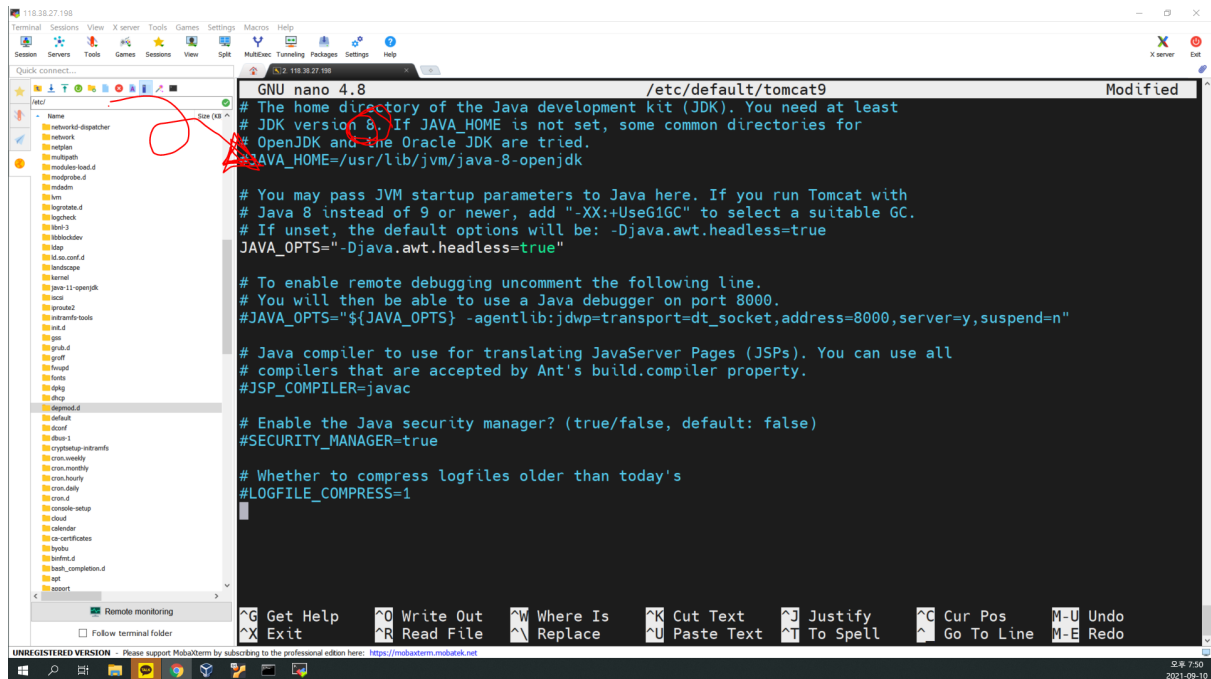 118.38.27.198
Terminal Sessions View X server Tools Games Settings Macros Help
Session Servers Tools Games Sessions View Split MultiExec Tunneling Packages Settings Help X server Exit
Quick connect...
2. 118.38.27.198
/etc/
Name Size (KB
networkd-dispatcher
network
netplan
multipath
modules-load.d
modprobe.d
mdadm
lvm
logrotate.d
logcheck
libnl-3
libblockdev
ldap
ld.so.conf.d
landscape
kernel
java-11-openjdk
iscsi
iproute2
initramfs-tools
init.d
gss
grub.d
groff
fwupd
fonts
dpkg
dhcp
depmod.d
default
dconf
dbus-1
cryptsetup-initramfs
cron.weekly
cron.monthly
cron.hourly
cron.daily
cron.d
console-setup
cloud
calendar
ca-certificates
byobu
binfmt.d
bash_completion.d
apt
apport
Remote monitoring
Follow terminal folder
GNU nano 4.8 /etc/default/tomcat9 Modified
# The home directory of the Java development kit (JDK). You need at least
# JDK version 8. If JAVA_HOME is not set, some common directories for
# OpenJDK and the Oracle JDK are tried.
#JAVA_HOME=/usr/lib/jvm/java-8-openjdk
# You may pass JVM startup parameters to Java here. If you run Tomcat with
# Java 8 instead of 9 or newer, add "-XX:+UseG1GC" to select a suitable GC.
# If unset, the default options will be: -Djava.awt.headless=true
JAVA_OPTS="-Djava.awt.headless=true"
# To enable remote debugging uncomment the following line.
# You will then be able to use a Java debugger on port 8000.
#JAVA_OPTS="${JAVA_OPTS} -agentlib:jdwp=transport=dt_socket,address=8000,server=y,suspend=n"
# Java compiler to use for translating JavaServer Pages (JSPs). You can use all
# compilers that are accepted by Ant's build.compiler property.
#JSP_COMPILER=javac
# Enable the Java security manager? (true/false, default: false)
#SECURITY_MANAGER=true
# Whether to compress logfiles older than today's
#LOGFILE_COMPRESS=1
^G Get Help ^O Write Out ^W Where Is ^K Cut Text ^J Justify ^C Cur Pos M-U Undo
^X Exit ^R Read File ^\ Replace ^U Paste Text ^T To Spell ^_ Go To Line M-E Redo
UNREGISTERED VERSION - Please support MobaXterm by subscribing to the professional edition here: https://mobaxterm.mobatek.net
TALK
오후 7:50
2021-09-10